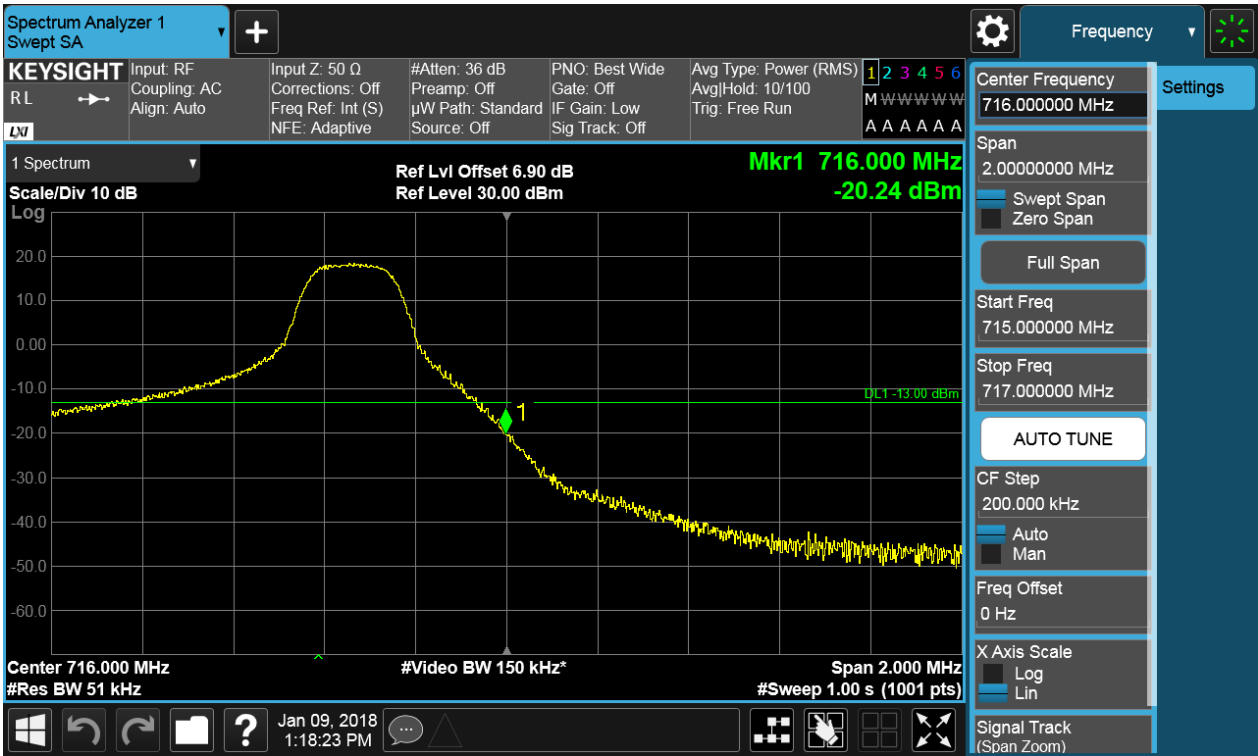 Spectrum Analyzer 1
Swept SA
Frequency
KEYSIGHT
R L
LXI
Input: RF
Coupling: AC
Align: Auto
Input Z: 50 Ω
Corrections: Off
Freq Ref: Int (S)
NFE: Adaptive
#Atten: 36 dB
Preamp: Off
µW Path: Standard
Source: Off
PNO: Best Wide
Gate: Off
IF Gain: Low
Sig Track: Off
Avg Type: Power (RMS)
Avg|Hold: 10/100
Trig: Free Run
1 2 3 4 5 6
M W W W W W
A A A A A A
1 Spectrum
Scale/Div 10 dB
Log
Ref Lvl Offset 6.90 dB
Ref Level 30.00 dBm
Mkr1 716.000 MHz
-20.24 dBm
20.0
10.0
0.00
-10.0
-20.0
-30.0
-40.0
-50.0
-60.0
DL1 -13.00 dBm
1
Center 716.000 MHz
#Res BW 51 kHz
#Video BW 150 kHz*
Span 2.000 MHz
#Sweep 1.00 s (1001 pts)
Center Frequency
716.000000 MHz
Span
2.00000000 MHz
Swept Span
Zero Span
Full Span
Start Freq
715.000000 MHz
Stop Freq
717.000000 MHz
AUTO TUNE
CF Step
200.000 kHz
Auto
Man
Freq Offset
0 Hz
X Axis Scale
Log
Lin
Signal Track
(Span Zoom)
Settings
?
Jan 09, 2018
1:18:23 PM